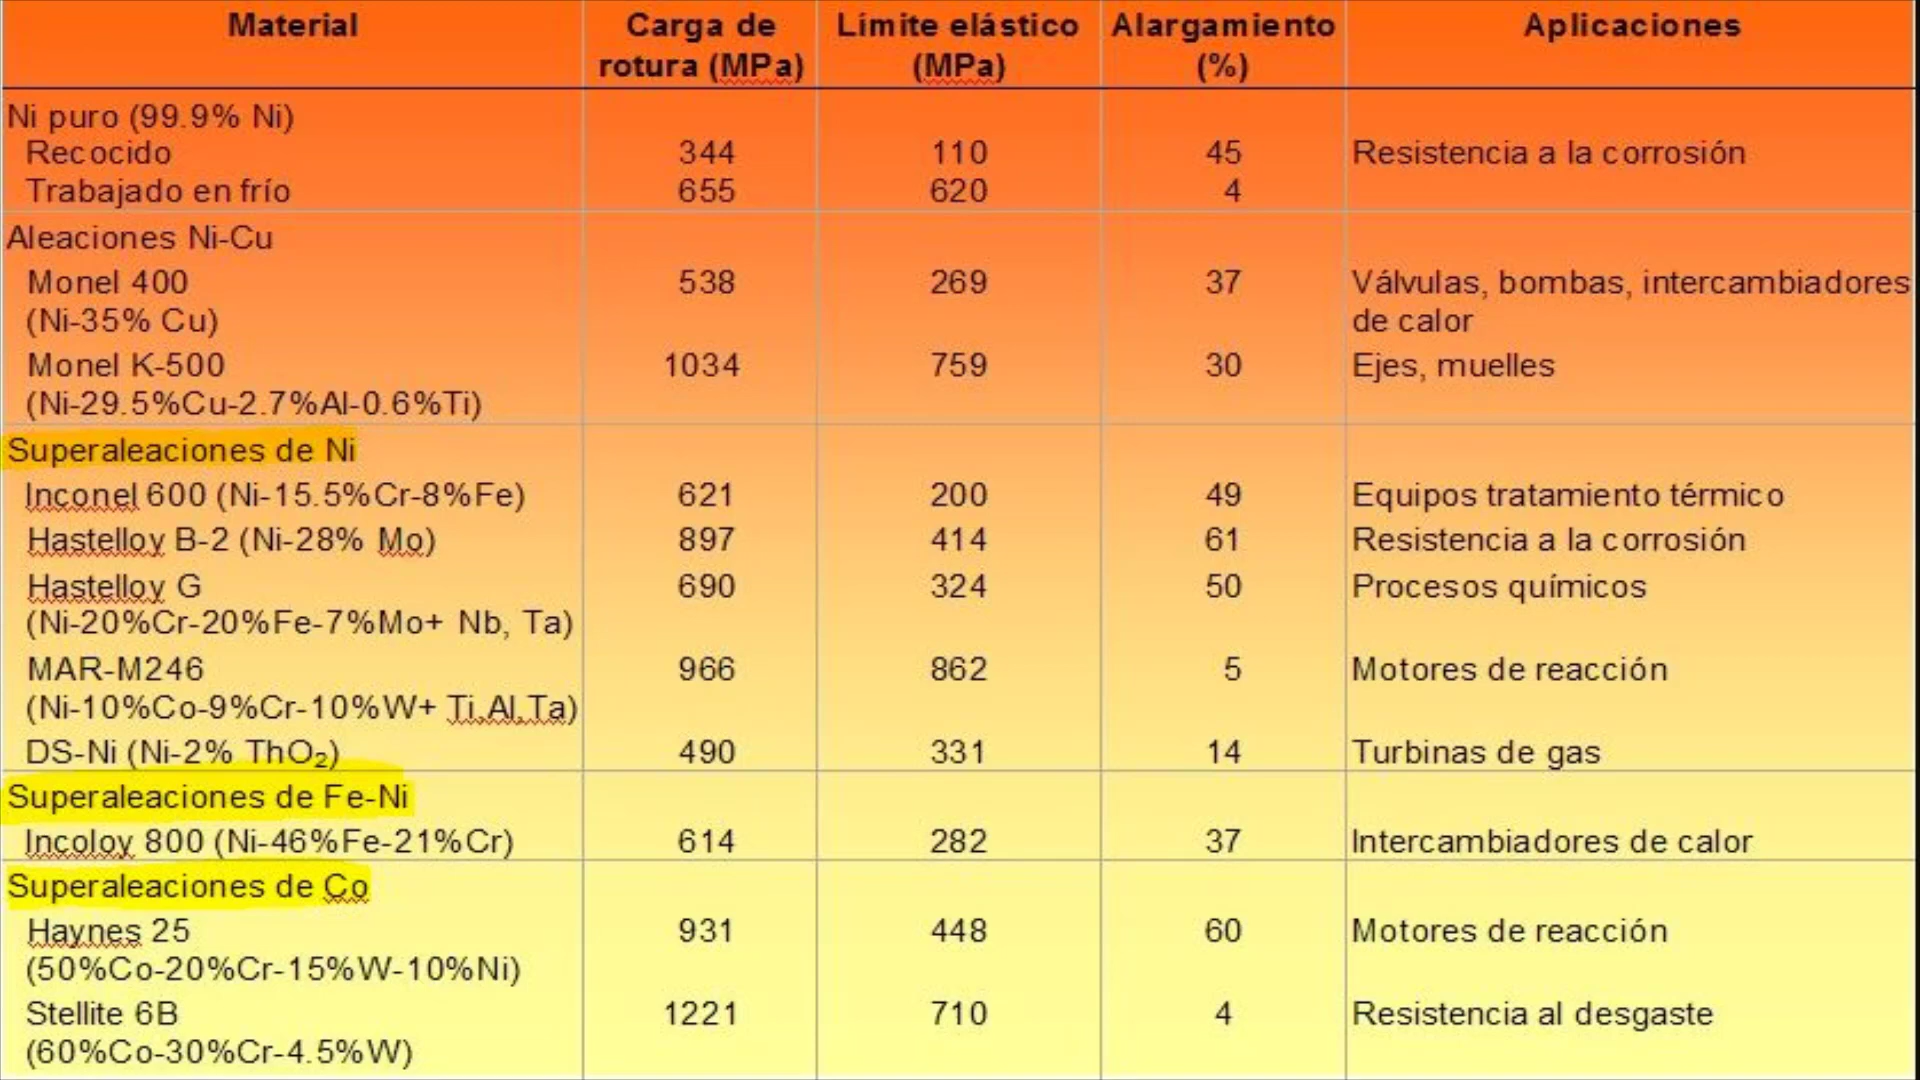 Material Carga de rotura (MPa) Límite elástico (MPa) Alargamiento (%) Aplicaciones
Ni puro (99.9% Ni)
Recocido 344 110 45 Resistencia a la corrosión
Trabajado en frío 655 620 4
Aleaciones Ni-Cu
Monel 400 538 269 37 Válvulas, bombas, intercambiadores
(Ni-35% Cu) de calor
Monel K-500 1034 759 30 Ejes, muelles
(Ni-29.5%Cu-2.7%Al-0.6%Ti)
Superaleaciones de Ni
Inconel 600 (Ni-15.5%Cr-8%Fe) 621 200 49 Equipos tratamiento térmico
Hastelloy B-2 (Ni-28% Mo) 897 414 61 Resistencia a la corrosión
Hastelloy G 690 324 50 Procesos químicos
(Ni-20%Cr-20%Fe-7%Mo+ Nb, Ta)
MAR-M246 966 862 5 Motores de reacción
(Ni-10%Co-9%Cr-10%W+ Ti,Al,Ta)
DS-Ni (Ni-2% ThO₂) 490 331 14 Turbinas de gas
Superaleaciones de Fe-Ni
Incoloy 800 (Ni-46%Fe-21%Cr) 614 282 37 Intercambiadores de calor
Superaleaciones de Co
Haynes 25 931 448 60 Motores de reacción
(50%Co-20%Cr-15%W-10%Ni)
Stellite 6B 1221 710 4 Resistencia al desgaste
(60%Co-30%Cr-4.5%W)